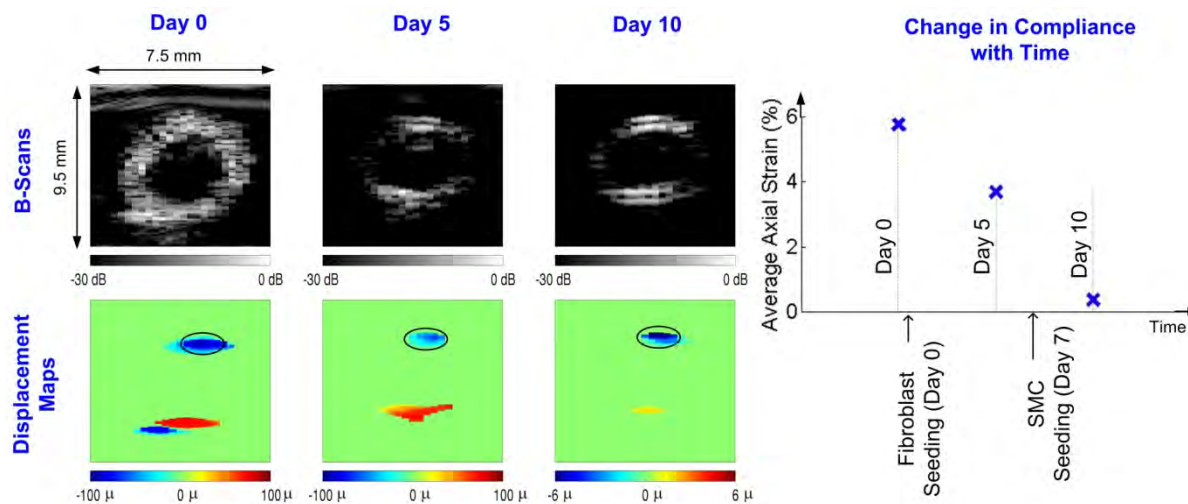 Day 0
Day 5
Day 10
Change in Compliance
with Time
7.5 mm
9.5 mm
B-Scans
-30 dB 0 dB
-30 dB 0 dB
-30 dB 0 dB
Displacement
Maps
-100 μ 0 μ 100 μ
-100 μ 0 μ 100 μ
-6 μ 0 μ 6 μ
Average Axial Strain (%)
6
4
2
0
Day 0
Day 5
Day 10
Time
Fibroblast
Seeding (Day 0)
SMC
Seeding (Day 7)